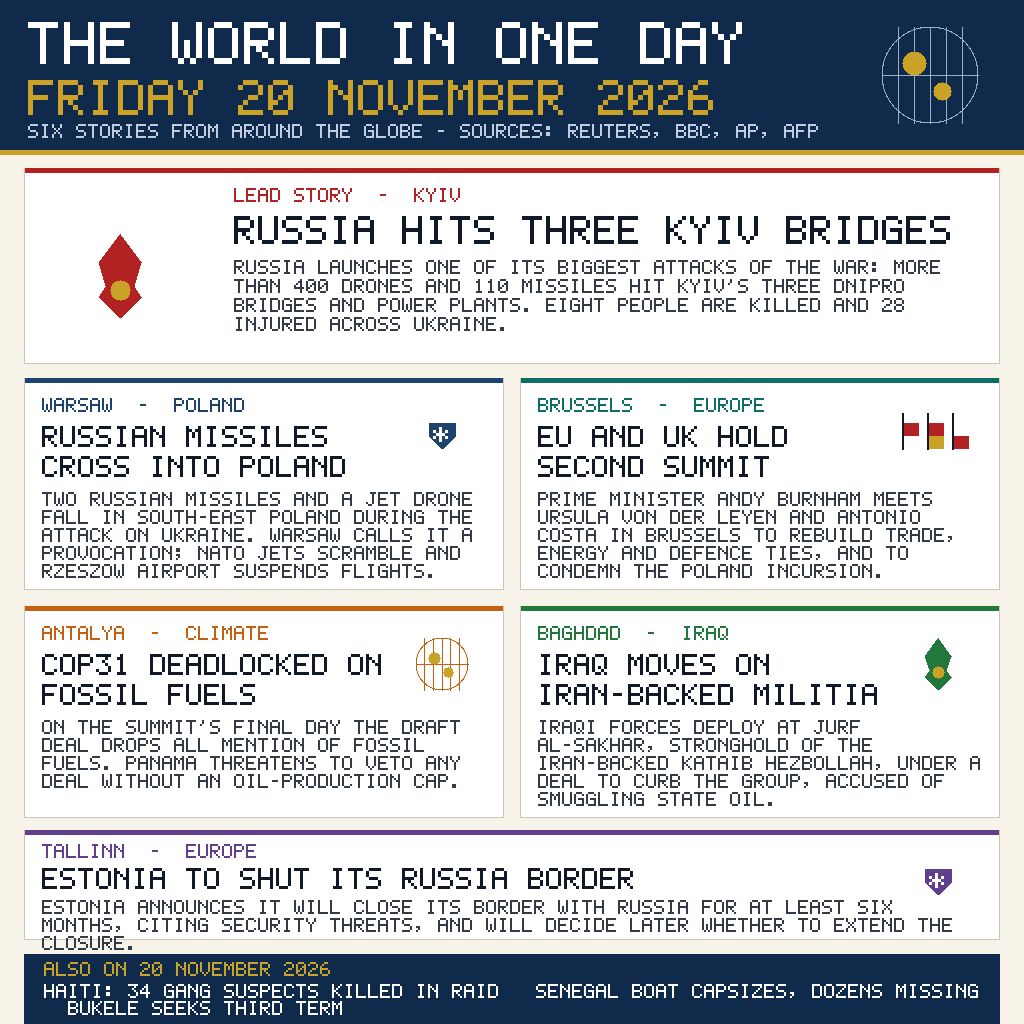 THE WORLD IN ONE DAY
FRIDAY 20 NOVEMBER 2026
SIX STORIES FROM AROUND THE GLOBE - SOURCES: REUTERS, BBC, AP, AFP
LEAD STORY - KYIV
RUSSIA HITS THREE KYIV BRIDGES
RUSSIA LAUNCHES ONE OF ITS BIGGEST ATTACKS OF THE WAR: MORE
THAN 400 DRONES AND 110 MISSILES HIT KYIV'S THREE DNIPRO
BRIDGES AND POWER PLANTS. EIGHT PEOPLE ARE KILLED AND 28
INJURED ACROSS UKRAINE.
WARSAW - POLAND
RUSSIAN MISSILES
CROSS INTO POLAND
TWO RUSSIAN MISSILES AND A JET DRONE
FALL IN SOUTH-EAST POLAND DURING THE
ATTACK ON UKRAINE. WARSAW CALLS IT A
PROVOCATION; NATO JETS SCRAMBLE AND
RZESZOW AIRPORT SUSPENDS FLIGHTS.
BRUSSELS - EUROPE
EU AND UK HOLD
SECOND SUMMIT
PRIME MINISTER ANDY BURNHAM MEETS
URSULA VON DER LEYEN AND ANTONIO
COSTA IN BRUSSELS TO REBUILD TRADE,
ENERGY AND DEFENCE TIES, AND TO
CONDEMN THE POLAND INCURSION.
ANTALYA - CLIMATE
COP31 DEADLOCKED ON
FOSSIL FUELS
ON THE SUMMIT'S FINAL DAY THE DRAFT
DEAL DROPS ALL MENTION OF FOSSIL
FUELS. PANAMA THREATENS TO VETO ANY
DEAL WITHOUT AN OIL-PRODUCTION CAP.
BAGHDAD - IRAQ
IRAQ MOVES ON
IRAN-BACKED MILITIA
IRAQI FORCES DEPLOY AT JURF
AL-SAKHAR, STRONGHOLD OF THE
IRAN-BACKED KATAIB HEZBOLLAH, UNDER A
DEAL TO CURB THE GROUP, ACCUSED OF
SMUGGLING STATE OIL.
TALLINN - EUROPE
ESTONIA TO SHUT ITS RUSSIA BORDER
ESTONIA ANNOUNCES IT WILL CLOSE ITS BORDER WITH RUSSIA FOR AT LEAST SIX
MONTHS, CITING SECURITY THREATS, AND WILL DECIDE LATER WHETHER TO EXTEND THE
CLOSURE.
ALSO ON 20 NOVEMBER 2026
HAITI: 34 GANG SUSPECTS KILLED IN RAID SENEGAL BOAT CAPSIZES, DOZENS MISSING
BUKELE SEEKS THIRD TERM